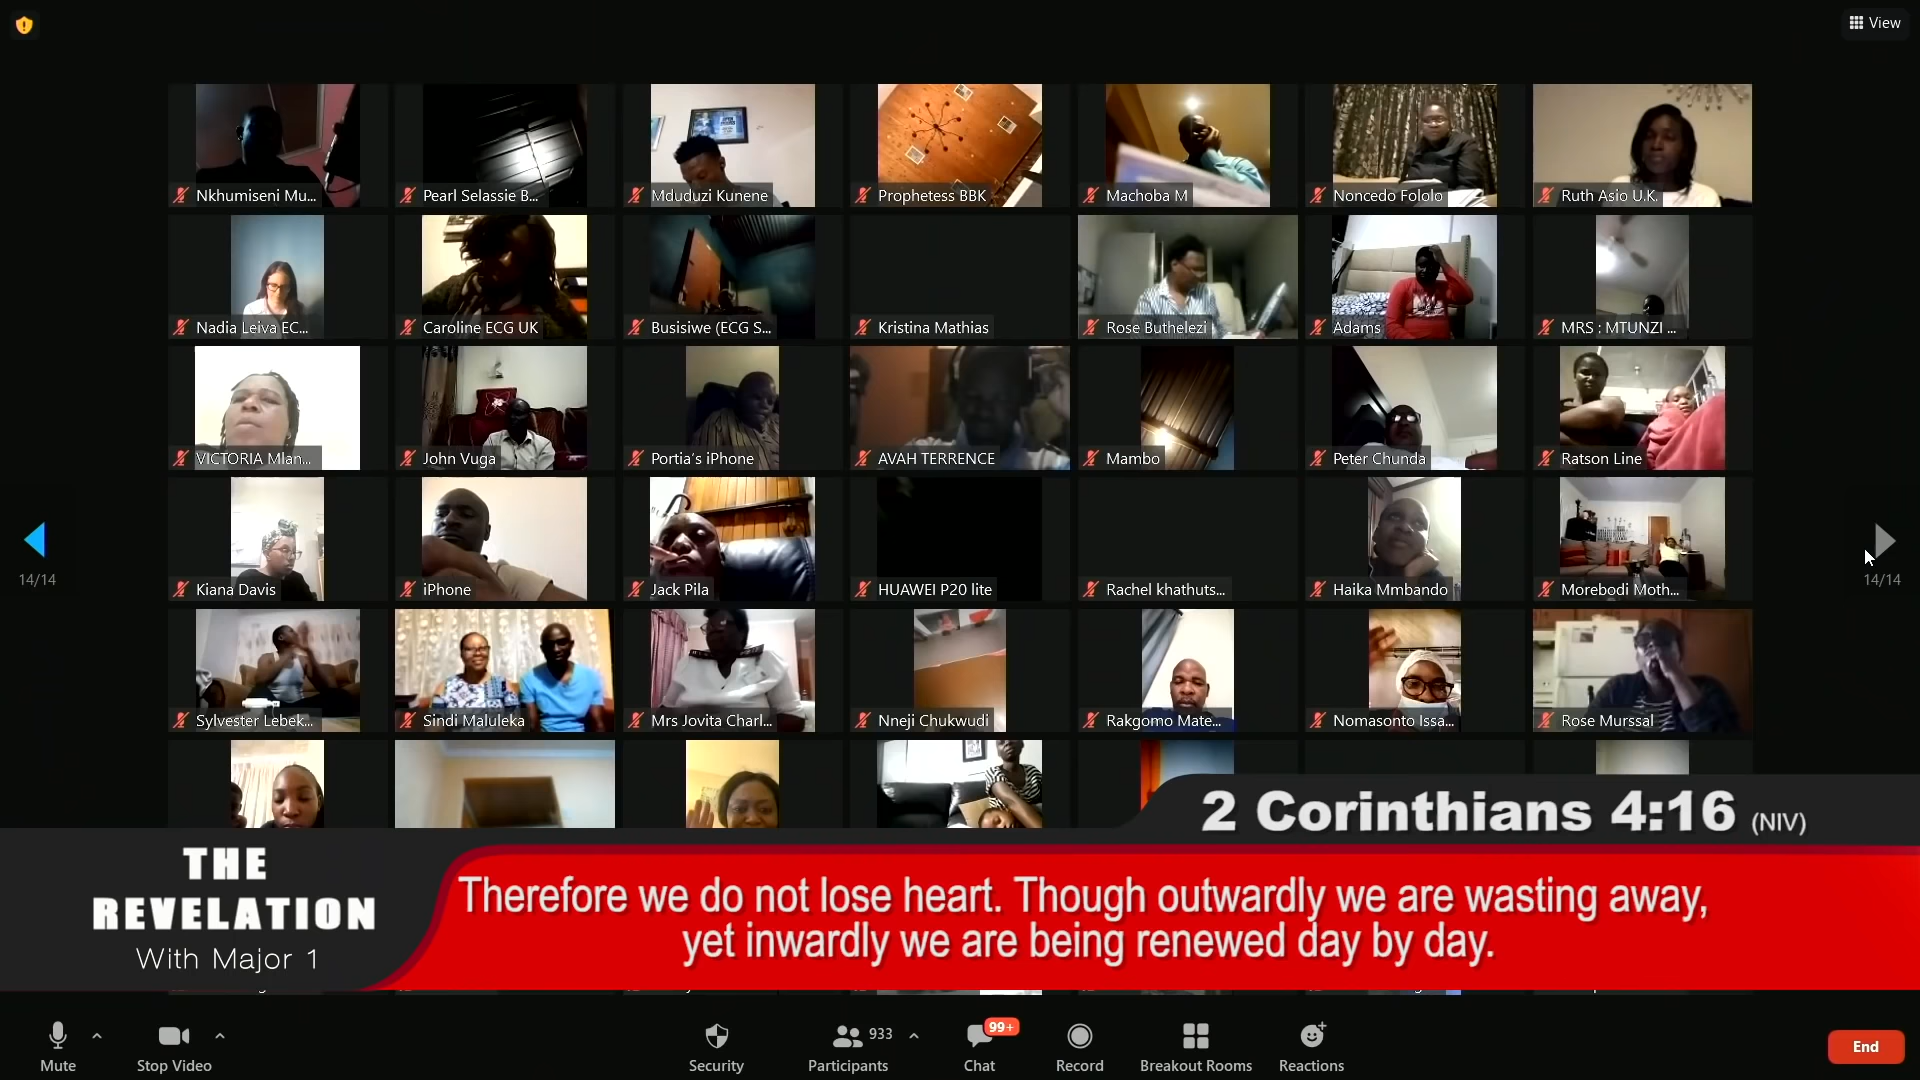 View
Nkhumiseni Mu...
Pearl Selassie B...
Mduduzi Kunene
Prophetess BBK
Machoba M
Noncedo Fololo
Ruth Asio U.K.
Nadia Leiva EC...
Caroline ECG UK
Busisiwe (ECG S...
Kristina Mathias
Rose Buthelezi
Adams
MRS : MTUNZI ...
VICTORIA Mlan...
John Vuga
Portia's iPhone
AVAH TERRENCE
Mambo
Peter Chunda
Ratson Line
14/14
14/14
Kiana Davis
iPhone
Jack Pila
HUAWEI P20 lite
Rachel khathuts...
Haika Mmbando
Morebodi Moth...
Sylvester Lebek...
Sindi Maluleka
Mrs Jovita Charl...
Nneji Chukwudi
Rakgomo Mate...
Nomasonto Issa...
Rose Murssal
2 Corinthians 4:16 (NIV)
THE
REVELATION
With Major 1
Therefore we do not lose heart. Though outwardly we are wasting away,
yet inwardly we are being renewed day by day.
Mute
Stop Video
Security
933
Participants
99+
Chat
Record
Breakout Rooms
Reactions
End